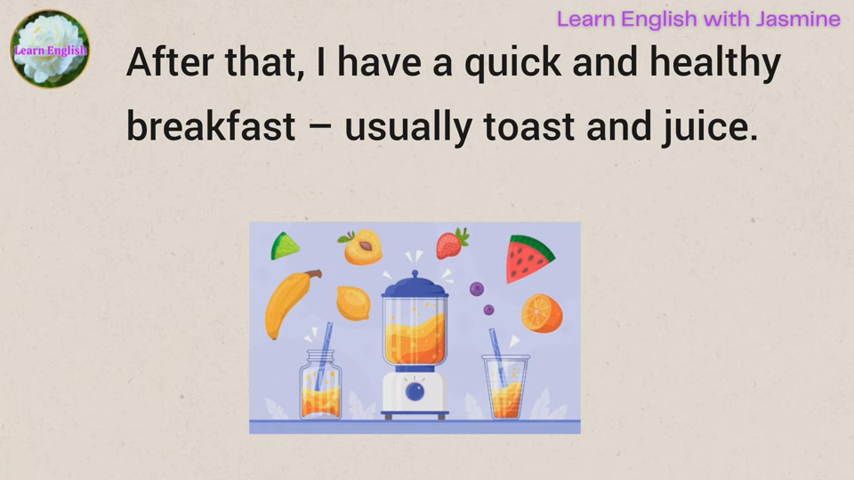 Learn English with Jasmine
Learn English
After that, I have a quick and healthy
breakfast – usually toast and juice.